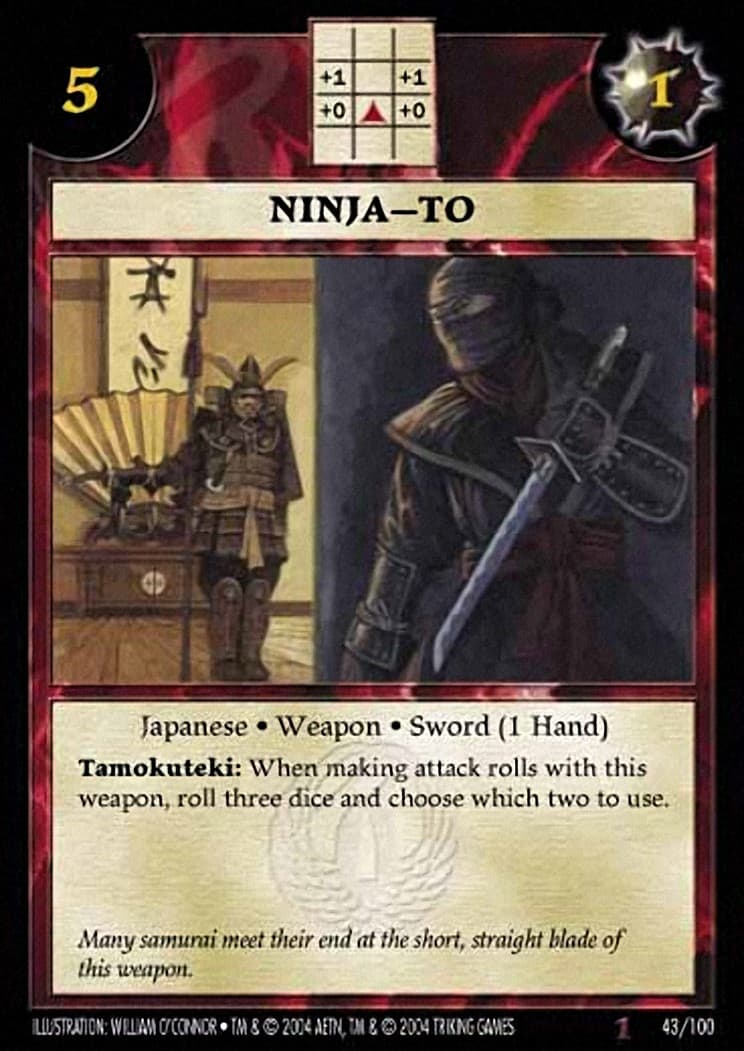 5
+1 +1
+0 +0
1
NINJA–TO
Japanese • Weapon • Sword (1 Hand)
Tamokuteki: When making attack rolls with this
weapon, roll three dice and choose which two to use.
Many samurai meet their end at the short, straight blade of
this weapon.
ILLUSTRATION: WILLIAM O'CONNOR • TM & © 2004 AETN, TM & © 2004 TRIKING GAMES 1 43/100